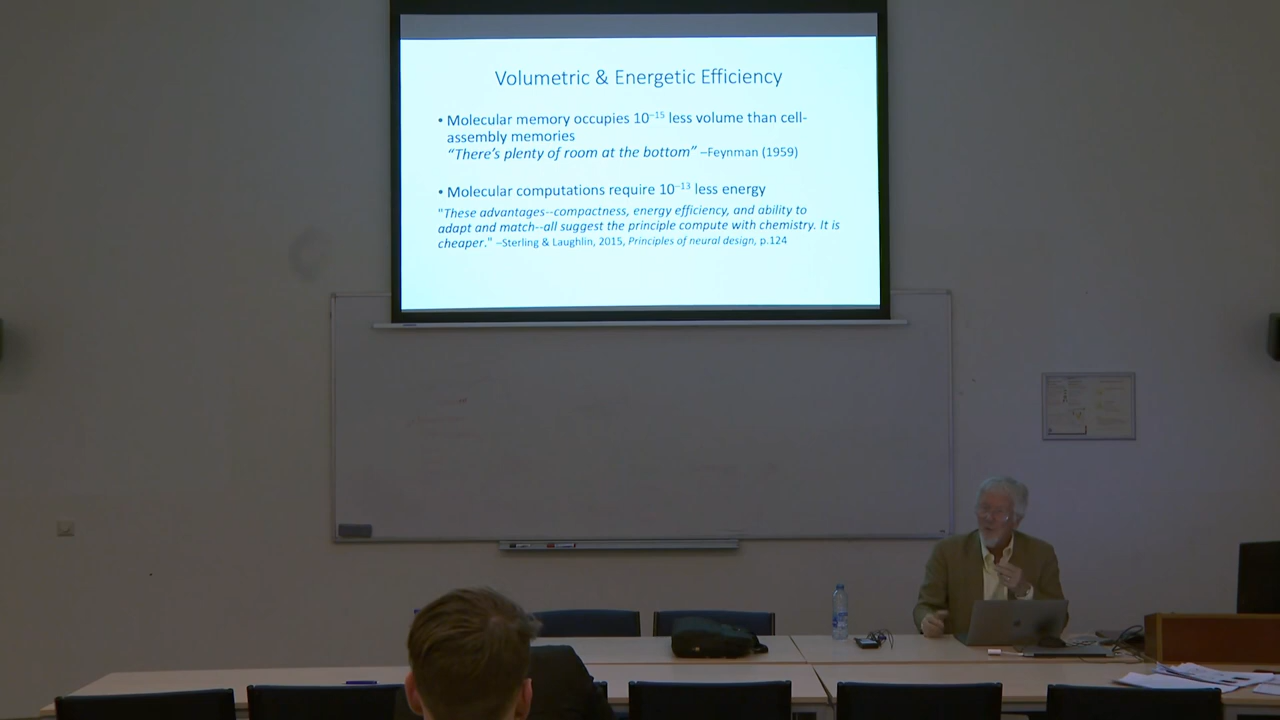 Volumetric & Energetic Efficiency
• Molecular memory occupies 10⁻¹⁵ less volume than cell-
assembly memories
“There’s plenty of room at the bottom” –Feynman (1959)
• Molecular computations require 10⁻¹³ less energy
"These advantages--compactness, energy efficiency, and ability to
adapt and match--all suggest the principle compute with chemistry. It is
cheaper." –Sterling & Laughlin, 2015, Principles of neural design, p.124